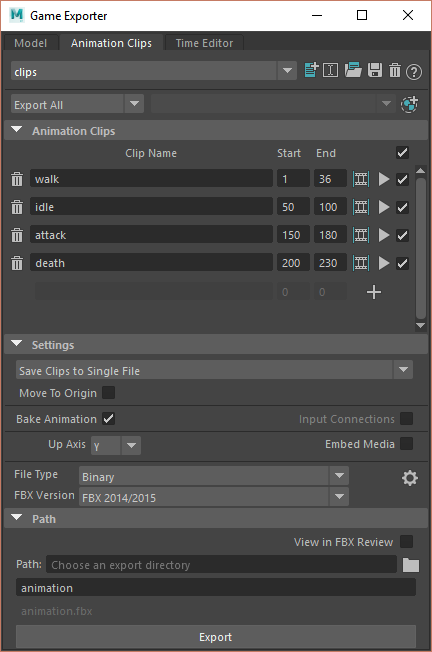 M Game Exporter
Model Animation Clips Time Editor
clips ?
Export All
Animation Clips
Clip Name Start End
walk 1 36
idle 50 100
attack 150 180
death 200 230
0 0
Settings
Save Clips to Single File
Move To Origin
Bake Animation Input Connections
Up Axis Y Embed Media
File Type Binary
FBX Version FBX 2014/2015
Path
View in FBX Review
Path: Choose an export directory
animation
animation.fbx
Export